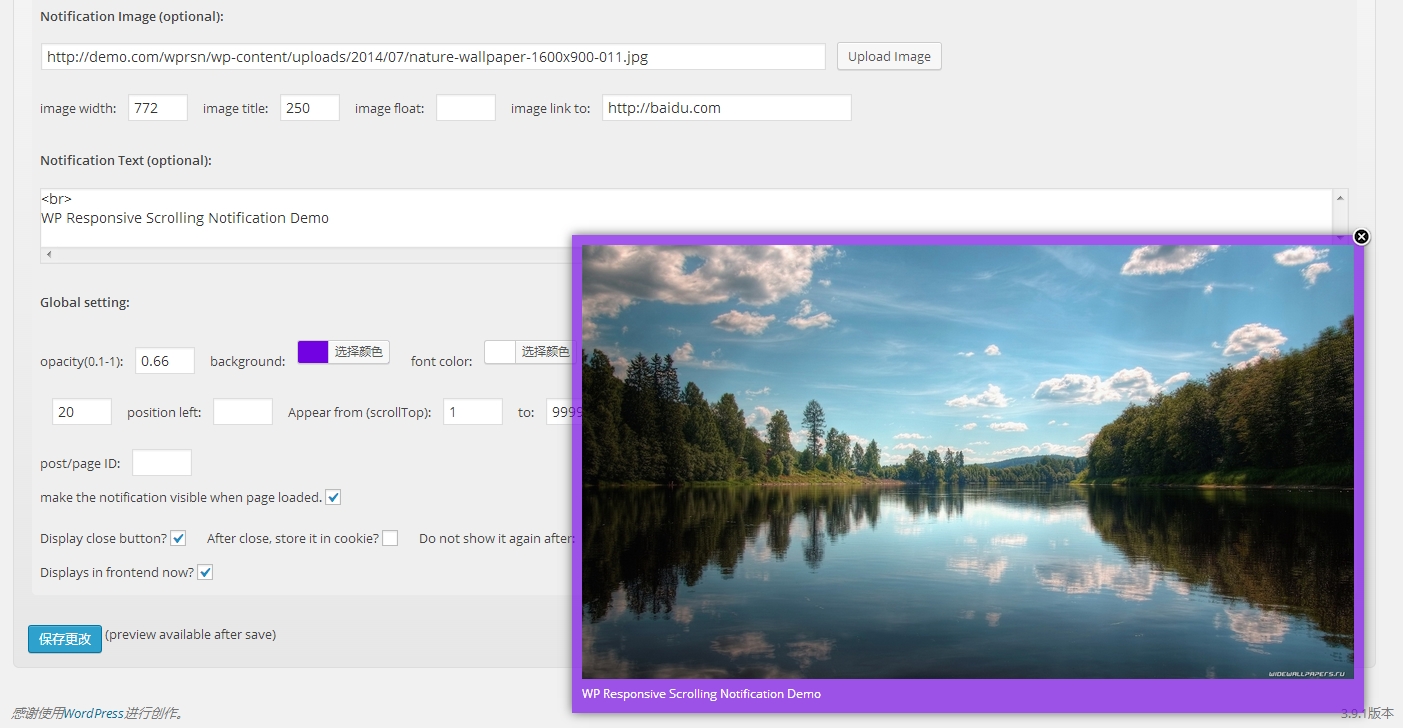 Notification Image (optional):
http://demo.com/wprsn/wp-content/uploads/2014/07/nature-wallpaper-1600x900-011.jpg Upload Image
image width: 772 image title: 250 image float: image link to: http://baidu.com
Notification Text (optional):
<br>
WP Responsive Scrolling Notification Demo
Global setting:
opacity(0.1-1): 0.66 background: 选择颜色 font color: 选择颜色
20 position left: Appear from (scrollTop): 1 to: 9999
post/page ID:
make the notification visible when page loaded.
Display close button? After close, store it in cookie? Do not show it again after:
Displays in frontend now?
保存更改 (preview available after save)
WIDEWALLPAPERS.RU
WP Responsive Scrolling Notification Demo
感谢使用WordPress进行创作。
3.9.1版本